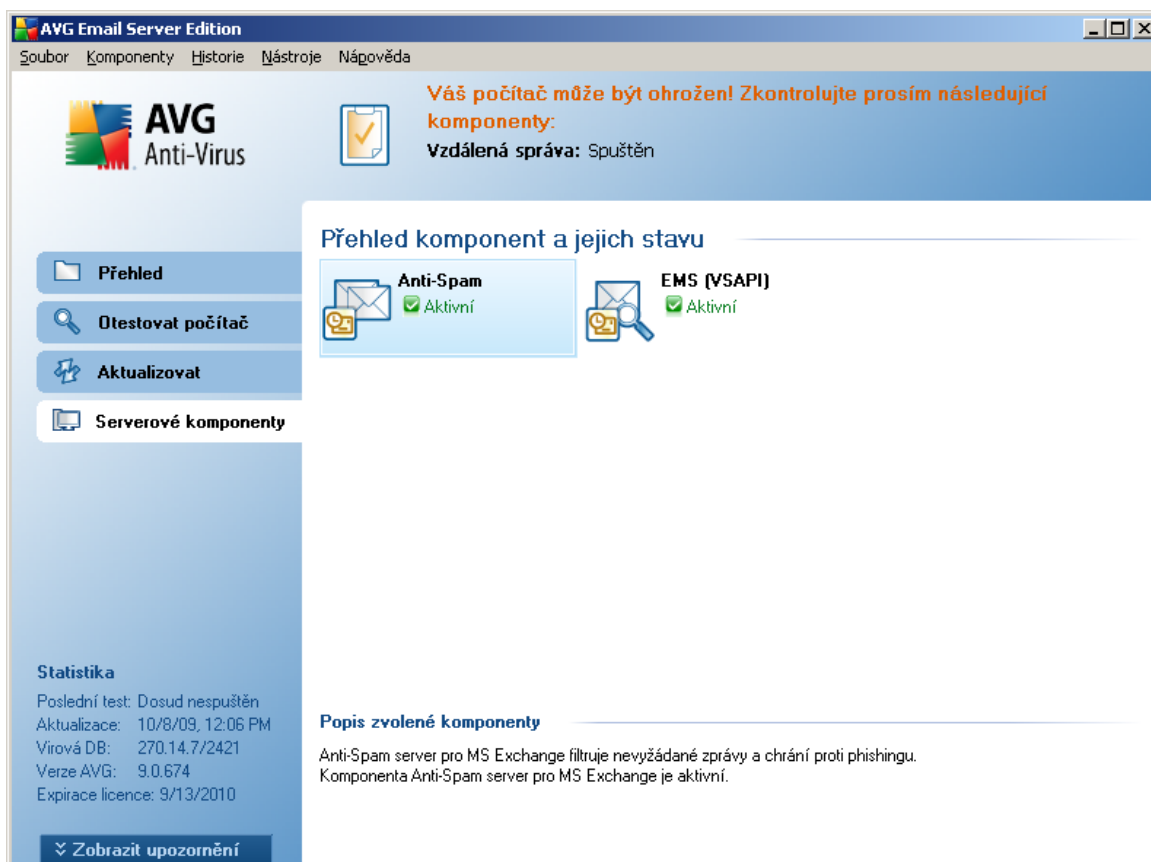 AVG Email Server Edition
Soubor Komponenty Historie Nástroje Nápověda
AVG
Anti-Virus
Váš počítač může být ohrožen! Zkontrolujte prosím následující
komponenty:
Vzdálená správa: Spuštěn
Přehled
Otestovat počítač
Aktualizovat
Serverové komponenty
Přehled komponent a jejich stavu
Anti-Spam
Aktivní
EMS (VSAPI)
Aktivní
Statistika
Poslední test: Dosud nespuštěn
Aktualizace: 10/8/09, 12:06 PM
Virová DB: 270.14.7/2421
Verze AVG: 9.0.674
Expirace licence: 9/13/2010
Zobrazit upozornění
Popis zvolené komponenty
Anti-Spam server pro MS Exchange filtruje nevyžádané zprávy a chrání proti phishingu.
Komponenta Anti-Spam server pro MS Exchange je aktivní.